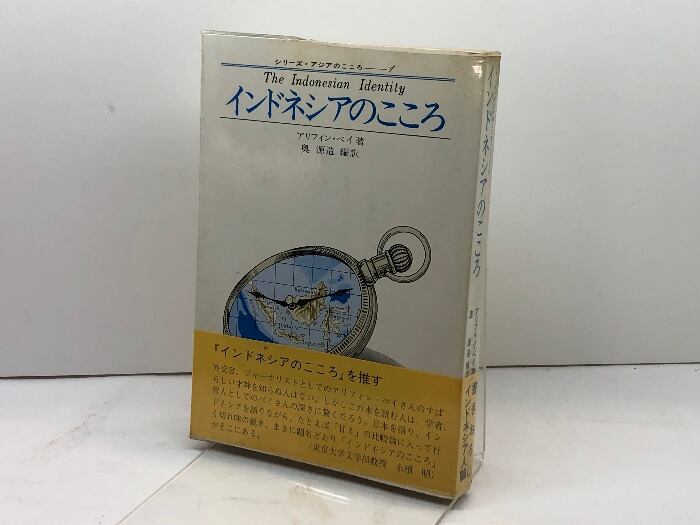 シリーズ・アジアのこころ
The Indonesian Identity
インドネシアのこころ
アリフィン・ベイ著
奥 源造 編訳
『インドネシアのこころ』を推す
外交官、ジャーナリストとしてのアリフィン・ベイさんのすば
らしい才幹を知らぬ人はない。しかしこの本を読む人は、学者、
哲人としてのベイさんの深さに驚くだろう。日本を語り、イン
ドネシアを語りながら、たとえば「甘え」の比較論に入って行
く切れ味の鋭さ。まさに題名どおり「インドネシアのこころ」
がそこにある。
（東京大学文学部教授 永積 昭）
インドネシアのこころ